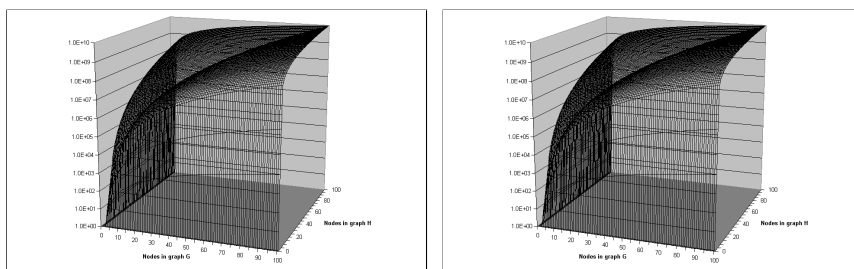 1.0E+10
1.0E+09
1.0E+08
1.0E+07
1.0E+06
1.0E+05
1.0E+04
1.0E+03
1.0E+02
1.0E+01
1.0E+00
0 10 20 30 40 50 60 70 80 90 100
Nodes in graph G
0 20 40 60 80 100
Nodes in graph H
1.0E+10
1.0E+09
1.0E+08
1.0E+07
1.0E+06
1.0E+05
1.0E+04
1.0E+03
1.0E+02
1.0E+01
1.0E+00
0 10 20 30 40 50 60 70 80 90 100
Nodes in graph G
0 20 40 60 80 100
Nodes in graph H